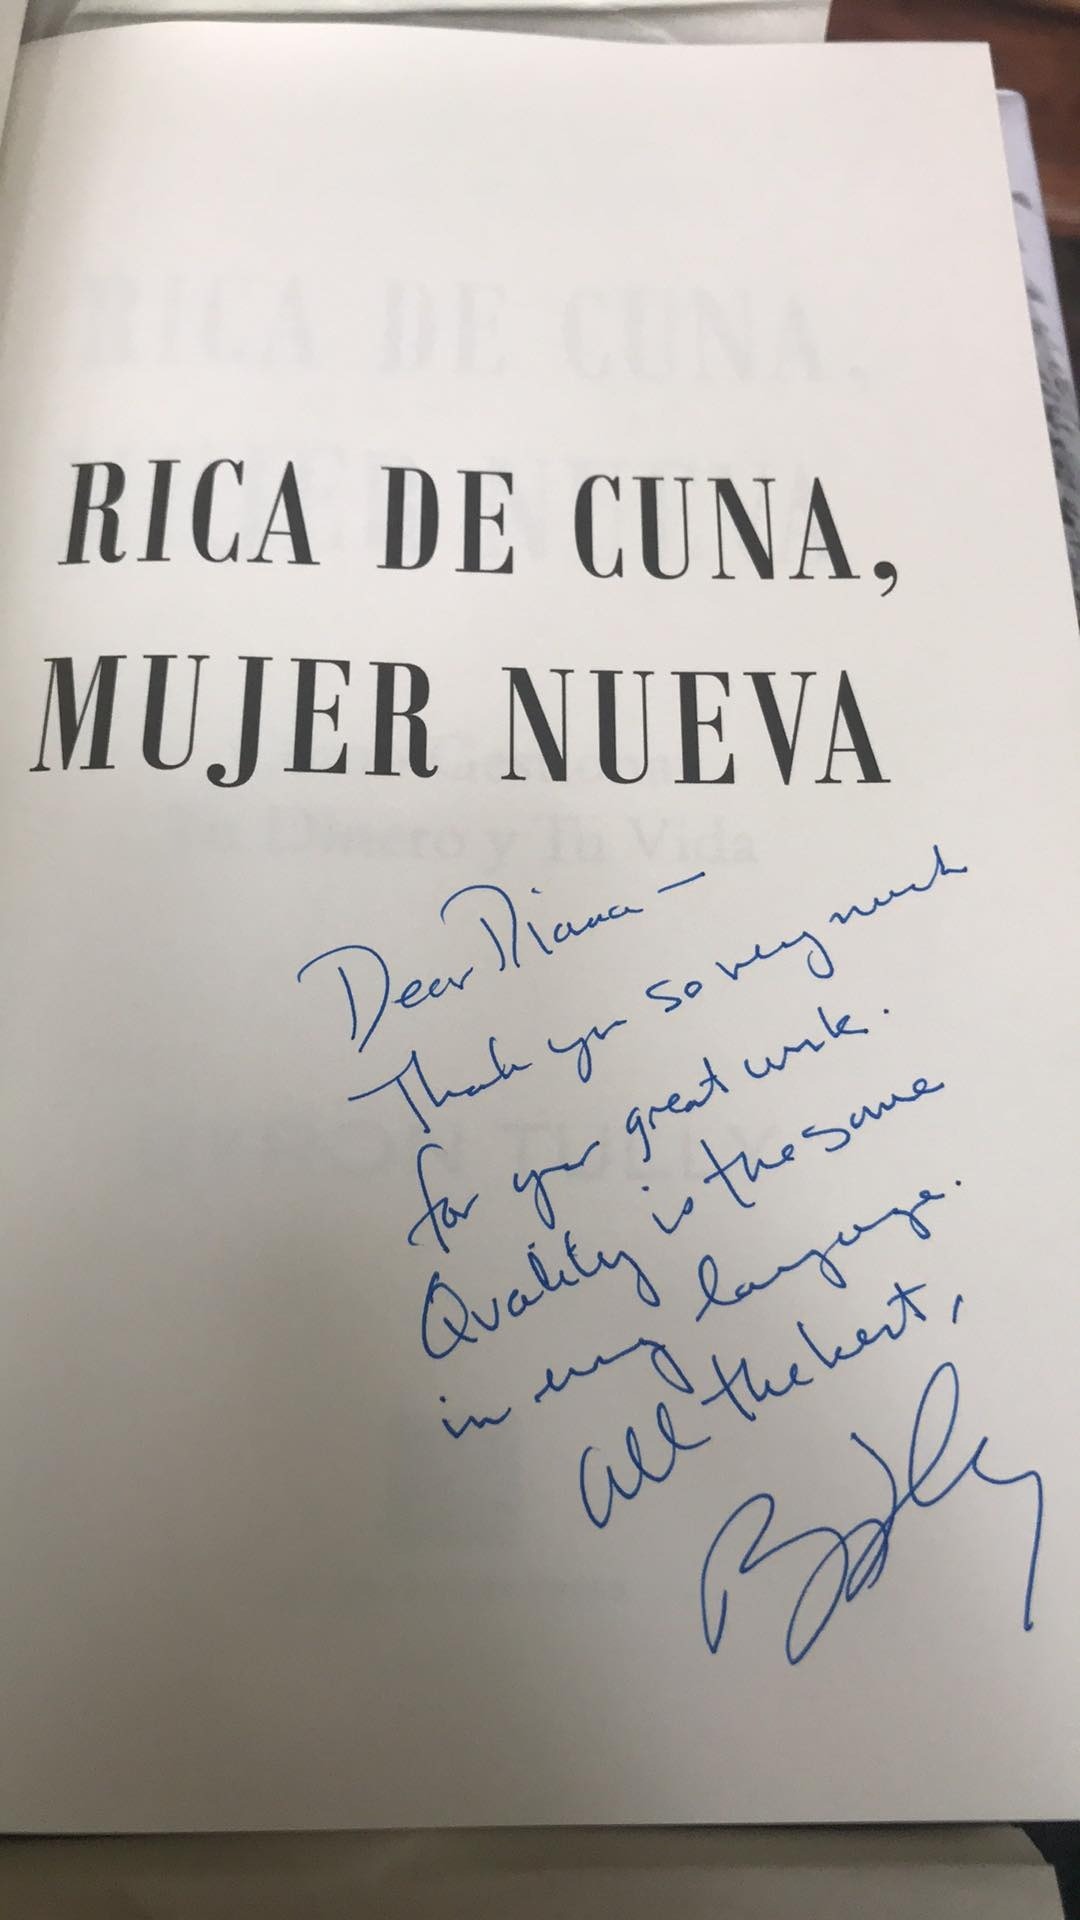 RICA DE CUNA,
MUJER NUEVA
Dear Diana —
Thank you so very much
for your great work.
Quality is the same
in any language.
All the best,